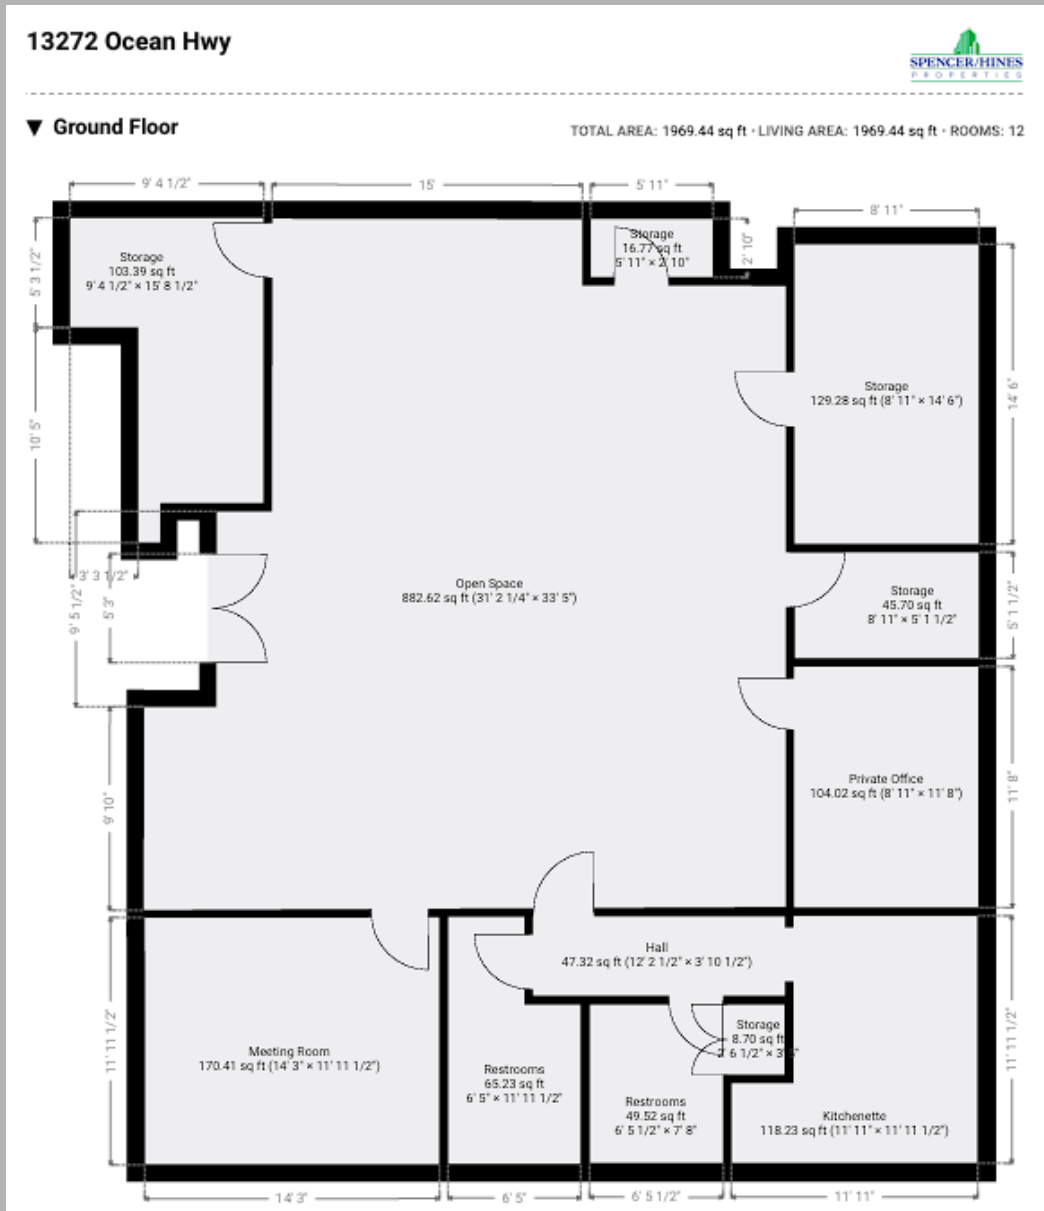 13272 Ocean Hwy
SPENCER/HINES
PROPERTIES
▼ Ground Floor
TOTAL AREA: 1969.44 sq ft • LIVING AREA: 1969.44 sq ft • ROOMS: 12
9' 4 1/2"
15'
5' 11"
8' 11"
5' 3 1/2"
Storage
103.39 sq ft
9' 4 1/2" × 15' 8 1/2"
Storage
16.77 sq ft
5' 11" × 2' 10"
2' 10"
10' 5"
Storage
129.28 sq ft (8' 11" × 14' 6")
14' 6"
3' 3 1/2"
9' 5 1/2"
5' 3"
Open Space
882.62 sq ft (31' 2 1/4" × 33' 5")
Storage
45.70 sq ft
8' 11" × 5' 1 1/2"
5' 1 1/2"
9' 10"
Private Office
104.02 sq ft (8' 11" × 11' 8")
11' 8"
Hall
47.32 sq ft (12' 2 1/2" × 3' 10 1/2")
11' 11 1/2"
Meeting Room
170.41 sq ft (14' 3" × 11' 11 1/2")
Restrooms
65.23 sq ft
6' 5" × 11' 11 1/2"
Storage
8.70 sq ft
2' 6 1/2" ×
Restrooms
49.52 sq ft
6' 5 1/2" × 7' 8"
Kitchenette
118.23 sq ft (11' 11" × 11' 11 1/2")
11' 11 1/2"
14' 3"
6' 5"
6' 5 1/2"
11' 11"